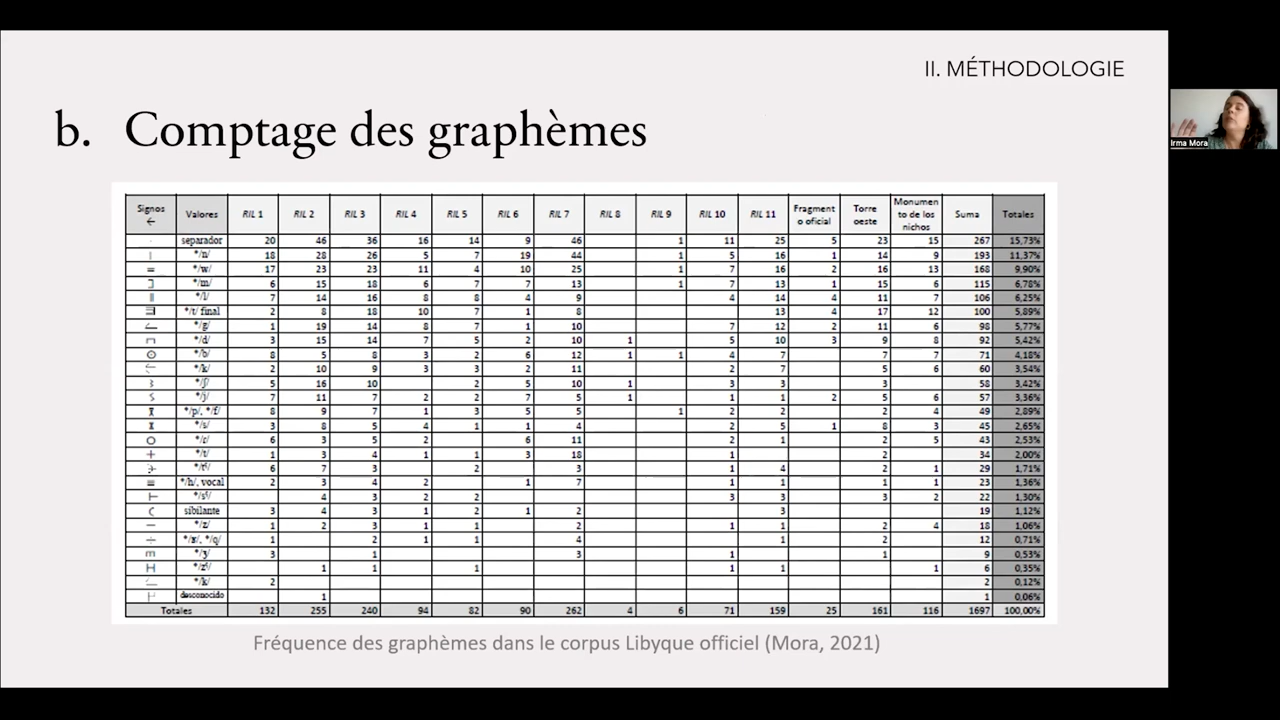 II. MÉTHODOLOGIE
b. Comptage des graphèmes
Irma Mora
Signos ← Valores RIL 1 RIL 2 RIL 3 RIL 4 RIL 5 RIL 6 RIL 7 RIL 8 RIL 9 RIL 10 RIL 11 Fragmento oficial Torre oeste Monumento de los nichos Suma Totales
· separador 20 46 36 16 14 9 46 1 11 25 5 23 15 267 15,73%
| */n/ 18 28 26 5 7 19 44 1 5 16 1 14 9 193 11,37%
= */w/ 17 23 23 11 4 10 25 1 7 16 2 16 13 168 9,90%
⊐ */m/ 6 15 18 6 7 7 13 1 7 13 1 15 6 115 6,78%
|| */l/ 7 14 16 8 8 4 9 4 14 4 11 7 106 6,25%
*/t/ final 2 8 18 10 7 1 8 13 4 17 12 100 5,89%
*/g/ 1 19 14 8 7 1 10 7 12 2 11 6 98 5,77%
⊓ */d/ 3 15 14 7 5 2 10 1 5 10 3 9 8 92 5,42%
⊙ */b/ 8 5 8 3 2 6 12 1 1 4 7 7 7 71 4,18%
*/k/ 2 10 9 3 3 2 11 2 7 5 6 60 3,54%
*/ʃ/ 5 16 10 2 5 10 1 3 3 3 58 3,42%
*/j/ 7 11 7 2 2 7 5 1 1 1 2 5 6 57 3,36%
*/p/, */f/ 8 9 7 1 3 5 5 1 2 2 2 4 49 2,89%
*/s/ 3 8 5 4 1 1 4 2 5 1 8 3 45 2,65%
○ */r/ 6 3 5 2 6 11 2 1 2 5 43 2,53%
+ */t/ 1 3 4 1 1 3 18 1 2 34 2,00%
*/tˤ/ 6 7 3 2 3 1 4 2 1 29 1,71%
≡ */h/, vocal 2 3 4 2 1 7 1 1 1 1 23 1,36%
⊢ */sˤ/ 4 3 2 2 3 3 3 2 22 1,30%
sibilante 3 4 3 1 2 1 2 3 19 1,12%
− */z/ 1 2 3 1 1 2 1 1 2 4 18 1,06%
÷ */ʁ/, */q/ 1 2 1 1 4 1 2 12 0,71%
*/ʒ/ 3 1 3 1 1 9 0,53%
H */zˤ/ 1 1 1 1 1 1 6 0,35%
*/k/ 2 2 0,12%
desconocido 1 1 0,06%
Totales 132 255 240 94 82 90 262 4 6 71 159 25 161 116 1697 100,00%
Fréquence des graphèmes dans le corpus Libyque officiel (Mora, 2021)